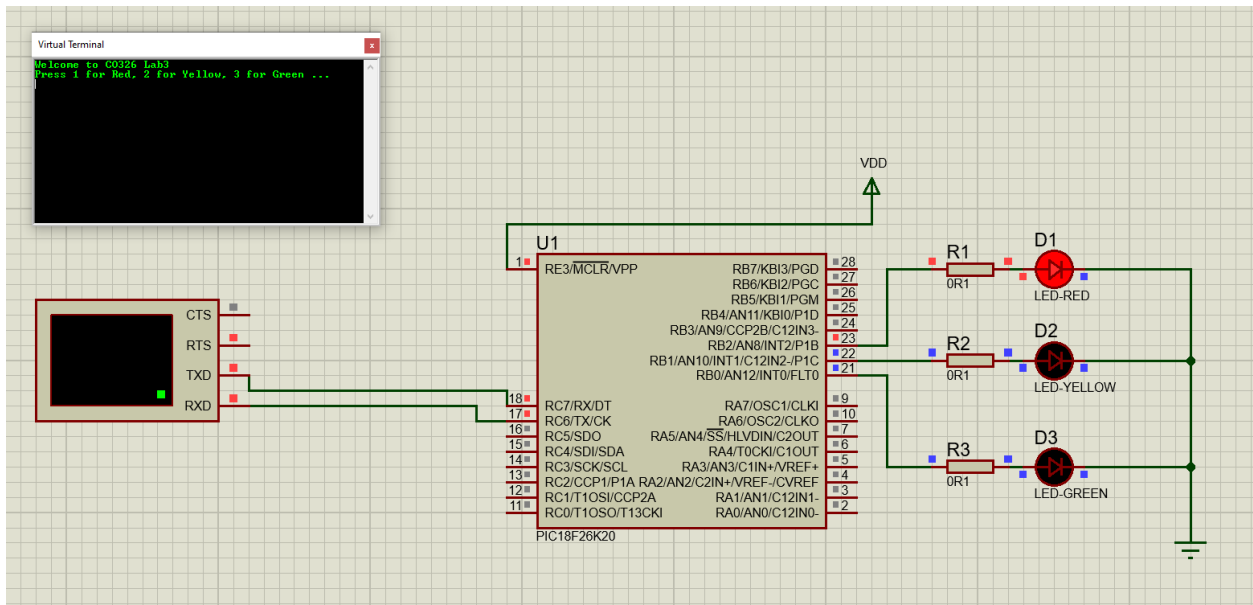 Virtual Terminal
x
Welcome to CO326 Lab3
Press 1 for Red, 2 for Yellow, 3 for Green ...
VDD
U1
1
RE3/MCLR/VPP
RB7/KBI3/PGD
28
RB6/KBI2/PGC
27
RB5/KBI1/PGM
26
RB4/AN11/KBI0/P1D
25
RB3/AN9/CCP2B/C12IN3-
24
RB2/AN8/INT2/P1B
23
RB1/AN10/INT1/C12IN2-/P1C
22
RB0/AN12/INT0/FLT0
21
18
RC7/RX/DT
RA7/OSC1/CLKI
9
17
RC6/TX/CK
RA6/OSC2/CLKO
10
16
RC5/SDO
RA5/AN4/SS/HLVDIN/C2OUT
7
15
RC4/SDI/SDA
RA4/T0CKI/C1OUT
6
14
RC3/SCK/SCL
RA3/AN3/C1IN+/VREF+
5
13
RC2/CCP1/P1A
RA2/AN2/C2IN+/VREF-/CVREF
4
12
RC1/T1OSI/CCP2A
RA1/AN1/C12IN1-
3
11
RC0/T1OSO/T13CKI
RA0/AN0/C12IN0-
2
PIC18F26K20
CTS
RTS
TXD
RXD
R1
0R1
D1
LED-RED
R2
0R1
D2
LED-YELLOW
R3
0R1
D3
LED-GREEN